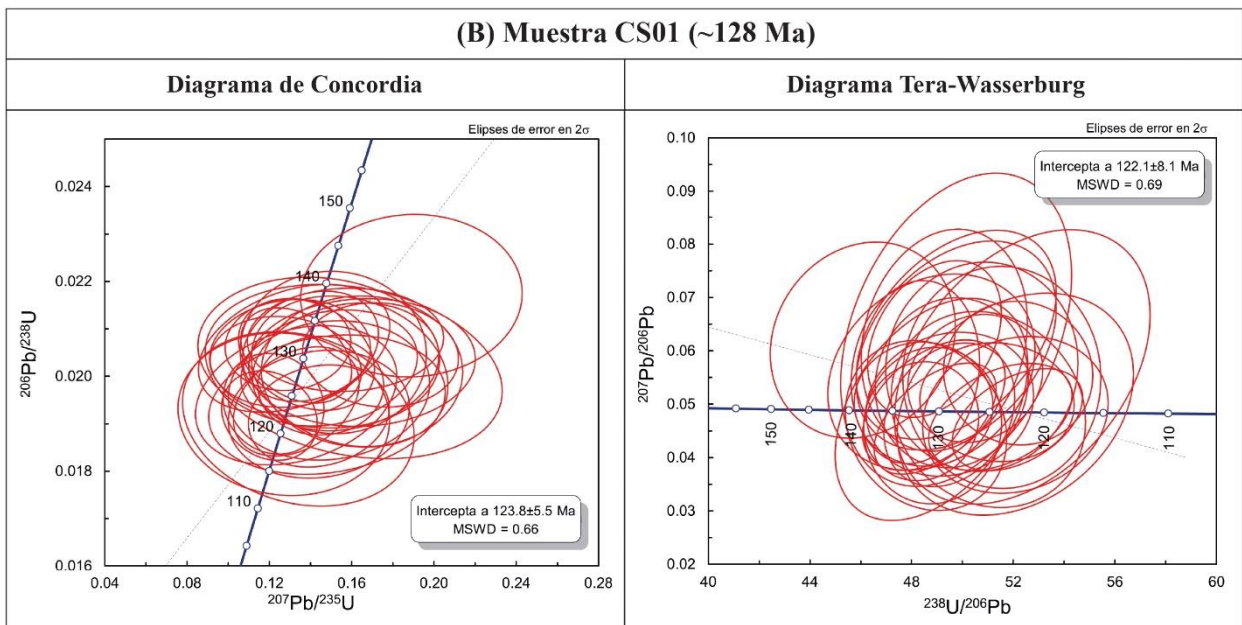 (B) Muestra CS01 (~128 Ma)
Diagrama de Concordia
Diagrama Tera-Wasserburg
Elipses de error en 2σ
0.024
0.022
0.020
0.018
0.016
206Pb/238U
150
140
130
120
110
Intercepta a 123.8±5.5 Ma
MSWD = 0.66
0.04
0.08
0.12
0.16
0.20
0.24
0.28
207Pb/235U
Elipses de error en 2σ
0.10
0.09
0.08
0.07
0.06
0.05
0.04
0.03
0.02
207Pb/206Pb
Intercepta a 122.1±8.1 Ma
MSWD = 0.69
150
140
130
120
110
40
44
48
52
56
60
238U/206Pb